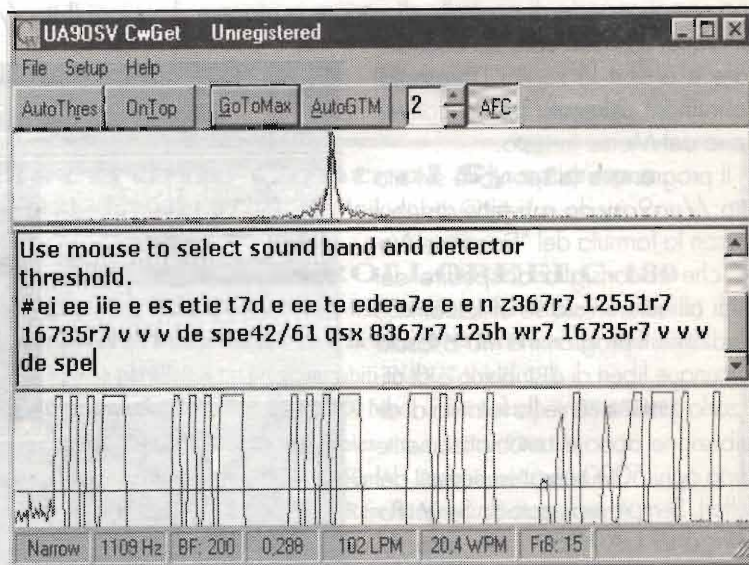 UA9OSV CwGet Unregistered
File Setup Help
AutoThres OnTop GoToMax AutoGTM 2 AFC
Use mouse to select sound band and detector
threshold.
#ei ee iie e es etie t7d e ee te edea7e e e n z367r7 12551r7
16735r7 v v v de spe42/61 qsx 8367r7 125h wr7 16735r7 v v v
de spe
Narrow 1109 Hz BF: 200 0,288 102 LPM 20,4 WPM FrB: 15